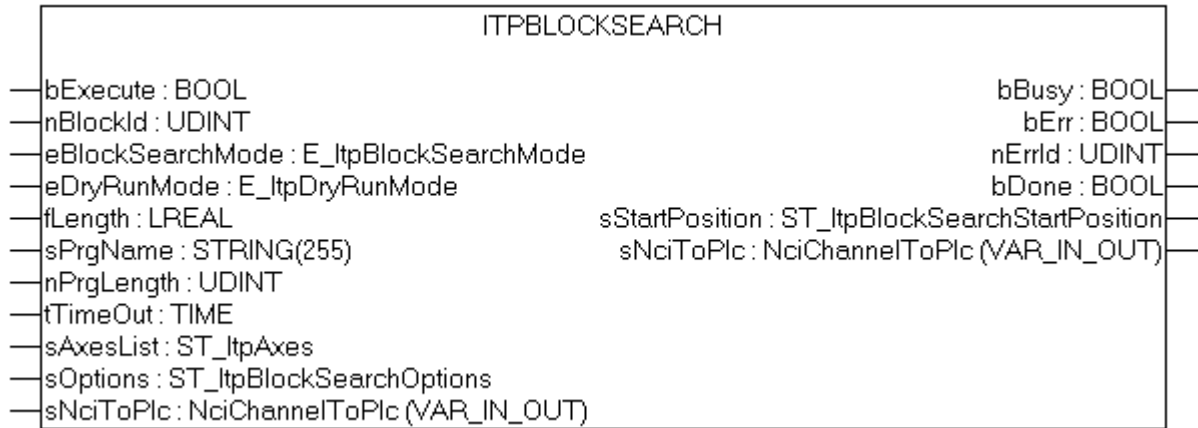 ITPBLOCKSEARCH
bExecute : BOOL
bBusy : BOOL
nBlockId : UDINT
bErr : BOOL
eBlockSearchMode : E_ItpBlockSearchMode
nErrId : UDINT
eDryRunMode : E_ItpDryRunMode
bDone : BOOL
fLength : LREAL
sStartPosition : ST_ItpBlockSearchStartPosition
sPrgName : STRING(255)
sNciToPlc : NciChannelToPlc (VAR_IN_OUT)
nPrgLength : UDINT
tTimeOut : TIME
sAxesList : ST_ItpAxes
sOptions : ST_ItpBlockSearchOptions
sNciToPlc : NciChannelToPlc (VAR_IN_OUT)